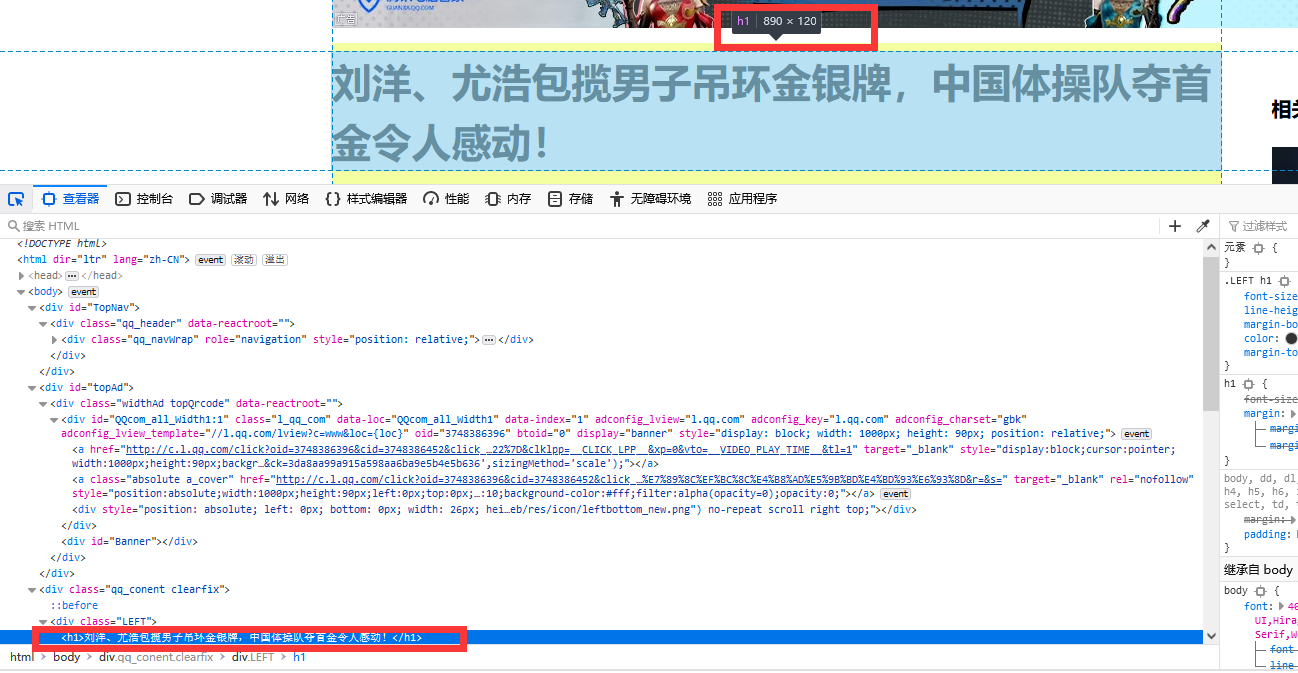 GUANJIA.QQ.COM
广告
h1 890 × 120
刘洋、尤浩包揽男子吊环金银牌，中国体操队夺首
金令人感动！
相关
查看器 控制台 调试器 网络 {} 样式编辑器 性能 内存 存储 无障碍环境 应用程序
搜索 HTML
过滤样式
<!DOCTYPE html>
<html dir="ltr" lang="zh-CN"> event 滚动 溢出
<head> ... </head>
<body> event
<div id="TopNav">
<div class="qq_header" data-reactroot="">
<div class="qq_navWrap" role="navigation" style="position: relative;"> ... </div>
</div>
</div>
<div id="topAd">
<div class="widthAd topQrcode" data-reactroot="">
<div id="QQcom_all_Width1:1" class="l_qq_com" data-loc="QQcom_all_Width1" data-index="1" adconfig_lview="l.qq.com" adconfig_key="l.qq.com" adconfig_charset="gbk"
adconfig_lview_template="//l.qq.com/lview?c=www&loc={loc}" oid="3748386396" btoid="0" display="banner" style="display: block; width: 1000px; height: 90px; position: relative;"> event
<a href="http://c.l.qq.com/click?oid=3748386396&cid=3748386452&click_…22%7D&clklpp=__CLICK_LPP__&xp=0&vto=__VIDEO_PLAY_TIME__&tl=1" target="_blank" style="display:block;cursor:pointer;
width:1000px;height:90px;backgr…&ck=3da8aa99a915a598aa6ba9e5b4e5b636',sizingMethod='scale');"></a>
<a class="absolute a_cover" href="http://c.l.qq.com/click?oid=3748386396&cid=3748386452&click_…%E7%89%8C%EF%BC%8C%E4%B8%AD%E5%9B%BD%E4%BD%93%E6%93%8D&r=&s=" target="_blank" rel="nofollow"
style="position:absolute;width:1000px;height:90px;left:0px;top:0px;…:10;background-color:#fff;filter:alpha(opacity=0);opacity:0;"></a> event
<div style="position: absolute; left: 0px; bottom: 0px; width: 26px; hei…eb/res/icon/leftbottom_new.png") no-repeat scroll right top;"></div>
</div>
<div id="Banner"></div>
</div>
</div>
<div class="qq_conent clearfix">
::before
<div class="LEFT">
<h1>刘洋、尤浩包揽男子吊环金银牌，中国体操队夺首金令人感动！</h1>
html > body > div.qq_conent.clearfix > div.LEFT > h1
元素 {
}
.LEFT h1 {
font-size
line-heig
margin-bo
color:
margin-to
}
h1 {
font-size
margin:
margi
margi
}
body, dd, dl,
h4, h5, h6,
select, td,
margin:
padding:
}
继承自 body
body {
font: 40
UI,Hira
Serif,W
font-
line